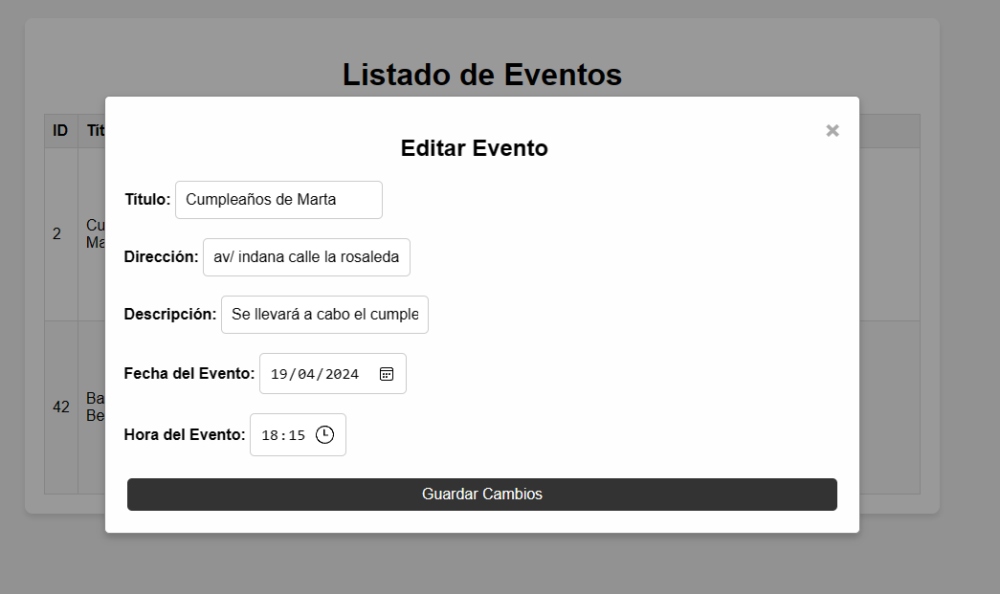 Listado de Eventos
ID Tít
×
Editar Evento
Título: Cumpleaños de Marta
2 Cu
Ma
Dirección: av/ indana calle la rosaleda
Descripción: Se llevará a cabo el cumple
Fecha del Evento: 19/04/2024
42 Ba
Be
Hora del Evento: 18:15
Guardar Cambios